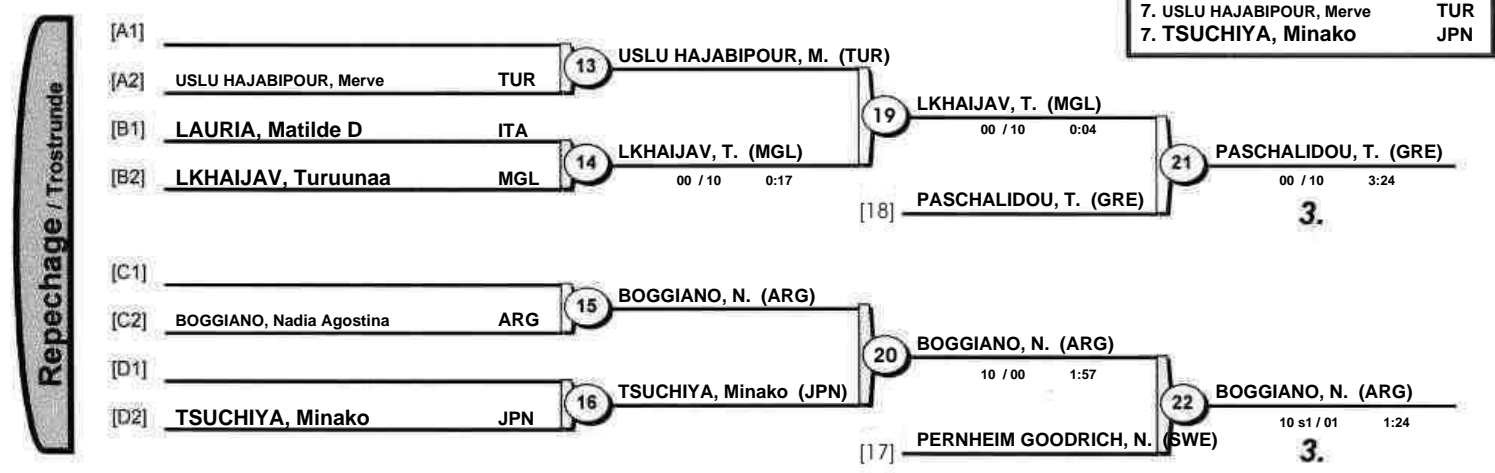 7. USLU HAJABIPOUR, Merve TUR
7. TSUCHIYA, Minako JPN
Repechage / Trostrunde
[A1]
[A2] USLU HAJABIPOUR, Merve TUR
13 USLU HAJABIPOUR, M. (TUR)
[B1] LAURIA, Matilde D ITA
[B2] LKHAIJAV, Turuunaa MGL
14 LKHAIJAV, T. (MGL)
00 / 10 0:17
19 LKHAIJAV, T. (MGL)
00 / 10 0:04
[18] PASCHALIDOU, T. (GRE)
21 PASCHALIDOU, T. (GRE)
00 / 10 3:24
3.
[C1]
[C2] BOGGIANO, Nadia Agostina ARG
15 BOGGIANO, N. (ARG)
[D1]
[D2] TSUCHIYA, Minako JPN
16 TSUCHIYA, Minako (JPN)
20 BOGGIANO, N. (ARG)
10 / 00 1:57
[17] PERNHEIM GOODRICH, N. (SWE)
22 BOGGIANO, N. (ARG)
10 s1 / 01 1:24
3.